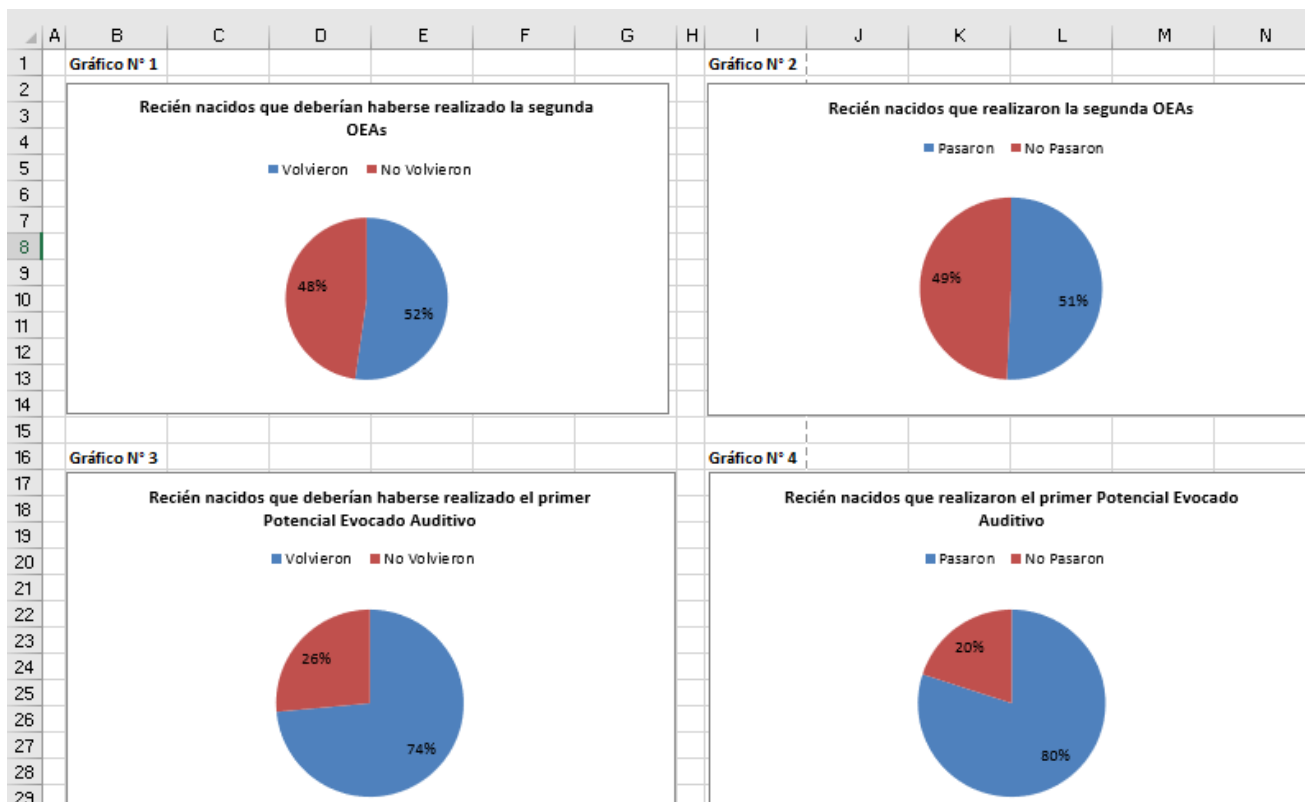 A B C D E F G H I J K L M N
1 Gráfico N° 1 Gráfico N° 2
2
3
4
5
6
7
8
9
10
11
12
13
14
15
16 Gráfico N° 3 Gráfico N° 4
17
18
19
20
21
22
23
24
25
26
27
28
29
Recién nacidos que deberían haberse realizado la segunda
OEAs
Volvieron No Volvieron
48%
52%
Recién nacidos que realizaron la segunda OEAs
Pasaron No Pasaron
49%
51%
Recién nacidos que deberían haberse realizado el primer
Potencial Evocado Auditivo
Volvieron No Volvieron
26%
74%
Recién nacidos que realizaron el primer Potencial Evocado
Auditivo
Pasaron No Pasaron
20%
80%